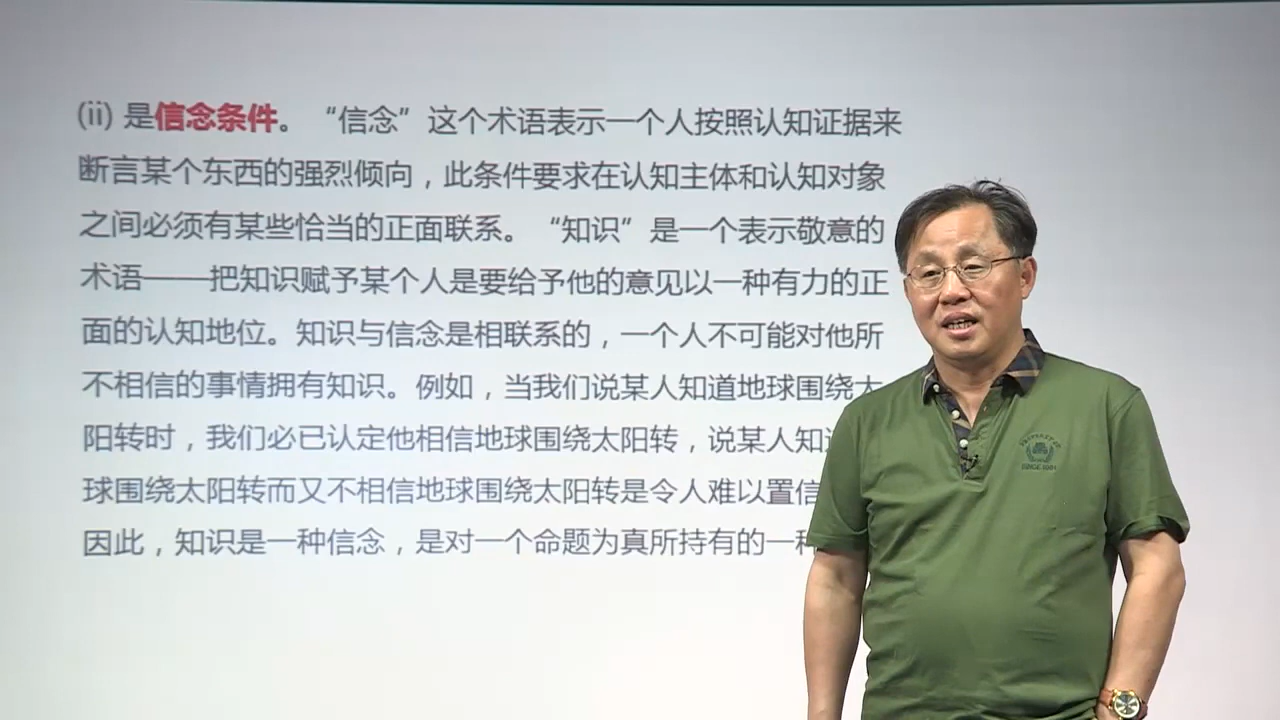 (ii) 是信念条件。“信念”这个术语表示一个人按照认知证据来
断言某个东西的强烈倾向，此条件要求在认知主体和认知对象
之间必须有某些恰当的正面联系。“知识”是一个表示敬意的
术语——把知识赋予某个人是要给予他的意见以一种有力的正
面的认知地位。知识与信念是相联系的，一个人不可能对他所
不相信的事情拥有知识。例如，当我们说某人知道地球围绕太
阳转时，我们必已认定他相信地球围绕太阳转，说某人知
球围绕太阳转而又不相信地球围绕太阳转是令人难以置信
因此，知识是一种信念，是对一个命题为真所持有的一种
SINCE 1881